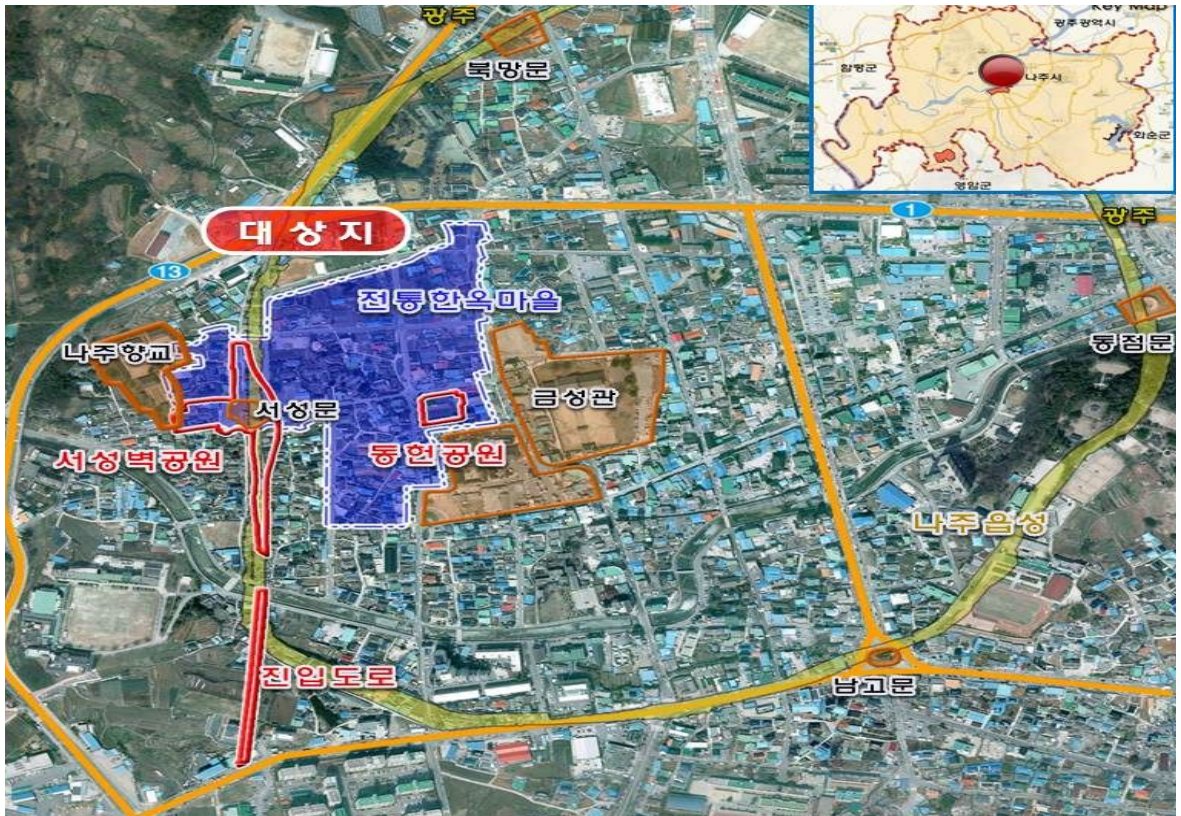 광주
북망문
Key Map
광주광역시
함평군
나주시
화순군
영암군
대상지
1
광주
13
전통한옥마을
나주향교
서성문
금성관
동점문
서성벽공원
동헌공원
나주읍성
진입도로
남고문